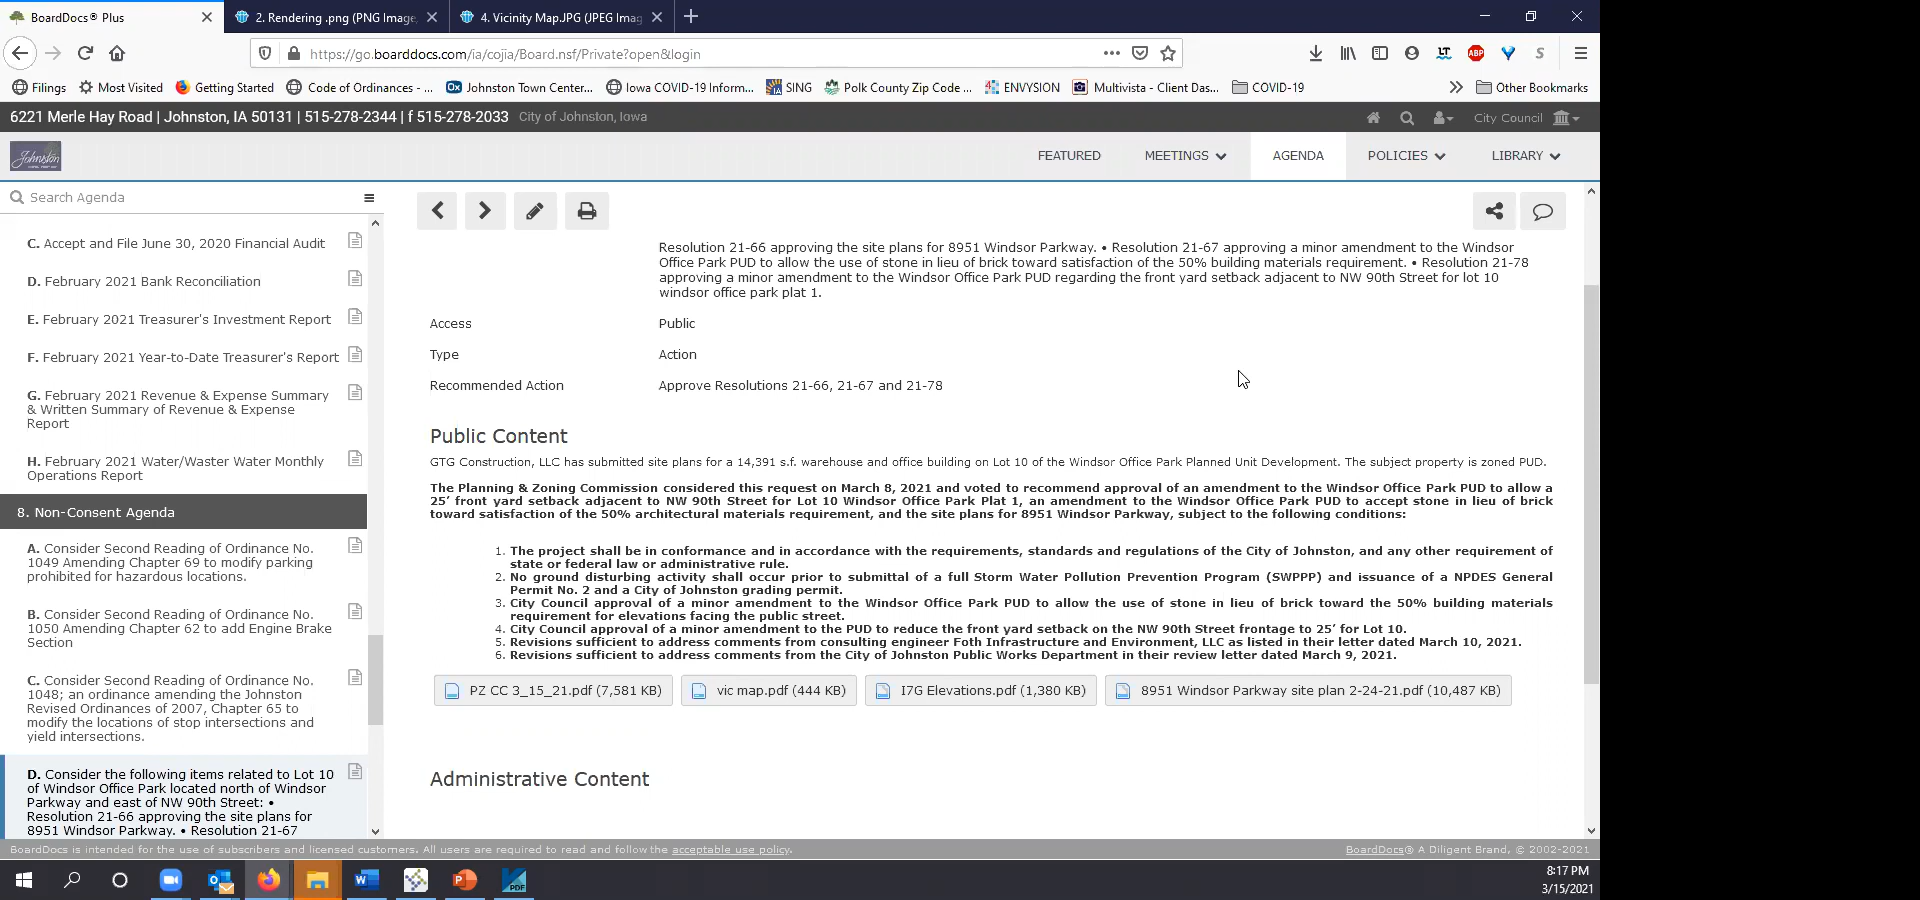 BoardDocs® Plus
2. Rendering .png (PNG Image,
4. Vicinity Map.JPG (JPEG Imag
https://go.boarddocs.com/ia/cojia/Board.nsf/Private?open&login
Filings
Most Visited
Getting Started
Code of Ordinances - ...
Johnston Town Center...
Iowa COVID-19 Inform...
SING
Polk County Zip Code ...
ENVYSION
Multivista - Client Das...
COVID-19
Other Bookmarks
6221 Merle Hay Road | Johnston, IA 50131 | 515-278-2344 | f 515-278-2033 City of Johnston, Iowa
City Council
Johnston
FEATURED
MEETINGS
AGENDA
POLICIES
LIBRARY
Search Agenda
C. Accept and File June 30, 2020 Financial Audit
D. February 2021 Bank Reconciliation
E. February 2021 Treasurer's Investment Report
F. February 2021 Year-to-Date Treasurer's Report
G. February 2021 Revenue & Expense Summary
& Written Summary of Revenue & Expense
Report
H. February 2021 Water/Waster Water Monthly
Operations Report
8. Non-Consent Agenda
A. Consider Second Reading of Ordinance No.
1049 Amending Chapter 69 to modify parking
prohibited for hazardous locations.
B. Consider Second Reading of Ordinance No.
1050 Amending Chapter 62 to add Engine Brake
Section
C. Consider Second Reading of Ordinance No.
1048; an ordinance amending the Johnston
Revised Ordinances of 2007, Chapter 65 to
modify the locations of stop intersections and
yield intersections.
D. Consider the following items related to Lot 10
of Windsor Office Park located north of Windsor
Parkway and east of NW 90th Street: •
Resolution 21-66 approving the site plans for
8951 Windsor Parkway. • Resolution 21-67
Resolution 21-66 approving the site plans for 8951 Windsor Parkway. • Resolution 21-67 approving a minor amendment to the Windsor
Office Park PUD to allow the use of stone in lieu of brick toward satisfaction of the 50% building materials requirement. • Resolution 21-78
approving a minor amendment to the Windsor Office Park PUD regarding the front yard setback adjacent to NW 90th Street for lot 10
windsor office park plat 1.
Access Public
Type Action
Recommended Action Approve Resolutions 21-66, 21-67 and 21-78
Public Content
GTG Construction, LLC has submitted site plans for a 14,391 s.f. warehouse and office building on Lot 10 of the Windsor Office Park Planned Unit Development. The subject property is zoned PUD.
The Planning & Zoning Commission considered this request on March 8, 2021 and voted to recommend approval of an amendment to the Windsor Office Park PUD to allow a
25’ front yard setback adjacent to NW 90th Street for Lot 10 Windsor Office Park Plat 1, an amendment to the Windsor Office Park PUD to accept stone in lieu of brick
toward satisfaction of the 50% architectural materials requirement, and the site plans for 8951 Windsor Parkway, subject to the following conditions:
1. The project shall be in conformance and in accordance with the requirements, standards and regulations of the City of Johnston, and any other requirement of
state or federal law or administrative rule.
2. No ground disturbing activity shall occur prior to submittal of a full Storm Water Pollution Prevention Program (SWPPP) and issuance of a NPDES General
Permit No. 2 and a City of Johnston grading permit.
3. City Council approval of a minor amendment to the Windsor Office Park PUD to allow the use of stone in lieu of brick toward the 50% building materials
requirement for elevations facing the public street.
4. City Council approval of a minor amendment to the PUD to reduce the front yard setback on the NW 90th Street frontage to 25’ for Lot 10.
5. Revisions sufficient to address comments from consulting engineer Foth Infrastructure and Environment, LLC as listed in their letter dated March 10, 2021.
6. Revisions sufficient to address comments from the City of Johnston Public Works Department in their review letter dated March 9, 2021.
PZ CC 3_15_21.pdf (7,581 KB)
vic map.pdf (444 KB)
I7G Elevations.pdf (1,380 KB)
8951 Windsor Parkway site plan 2-24-21.pdf (10,487 KB)
Administrative Content
BoardDocs is intended for the use of subscribers and licensed customers. All users are required to read and follow the acceptable use policy.
BoardDocs® A Diligent Brand, © 2002-2021
8:17 PM
3/15/2021